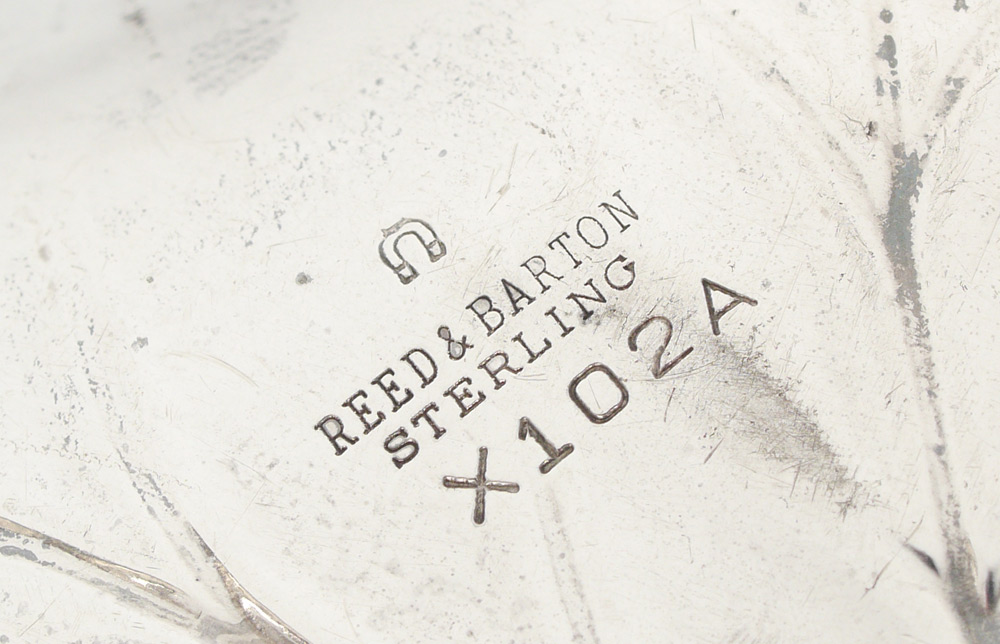 REED & BARTON
STERLING
X102A